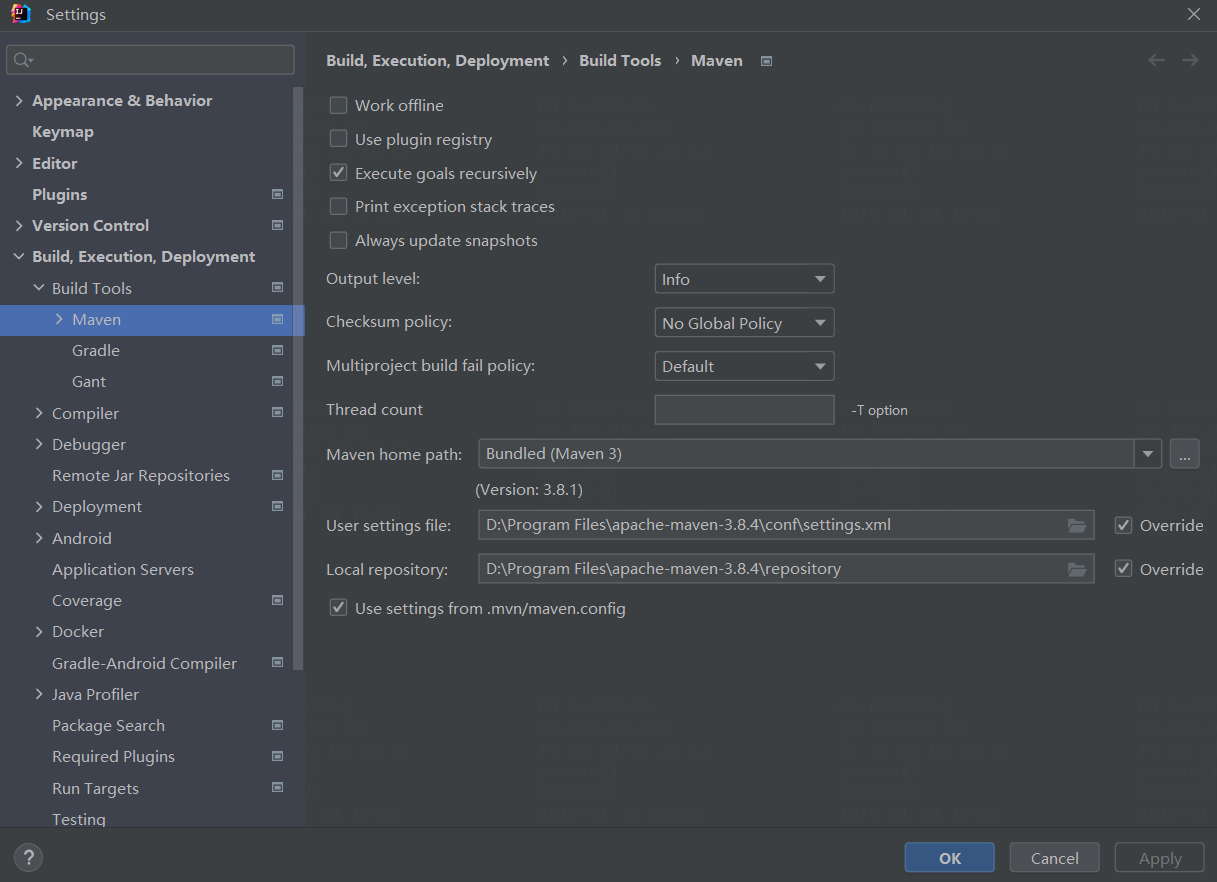 Settings
Appearance & Behavior
Keymap
Editor
Plugins
Version Control
Build, Execution, Deployment
Build Tools
Maven
Gradle
Gant
Compiler
Debugger
Remote Jar Repositories
Deployment
Android
Application Servers
Coverage
Docker
Gradle-Android Compiler
Java Profiler
Package Search
Required Plugins
Run Targets
Testing
Build, Execution, Deployment › Build Tools › Maven
Work offline
Use plugin registry
Execute goals recursively
Print exception stack traces
Always update snapshots
Output level: Info
Checksum policy: No Global Policy
Multiproject build fail policy: Default
Thread count -T option
Maven home path: Bundled (Maven 3) ...
(Version: 3.8.1)
User settings file: D:\Program Files\apache-maven-3.8.4\conf\settings.xml Override
Local repository: D:\Program Files\apache-maven-3.8.4\repository Override
Use settings from .mvn/maven.config
? OK Cancel Apply